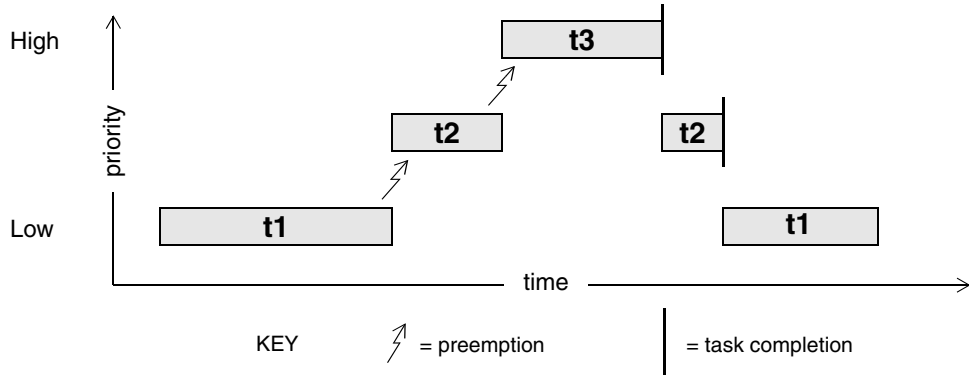 High
t3
priority
t2
t2
Low
t1
t1
time
KEY
= preemption
= task completion